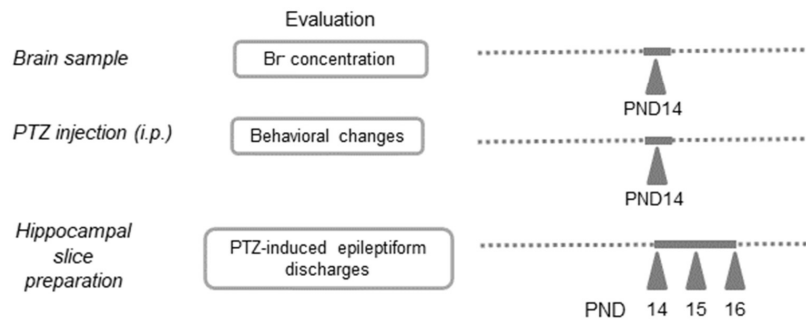 Evaluation
Brain sample
Br⁻ concentration
PND14
PTZ injection (i.p.)
Behavioral changes
PND14
Hippocampal
slice
preparation
PTZ-induced epileptiform
discharges
PND 14 15 16